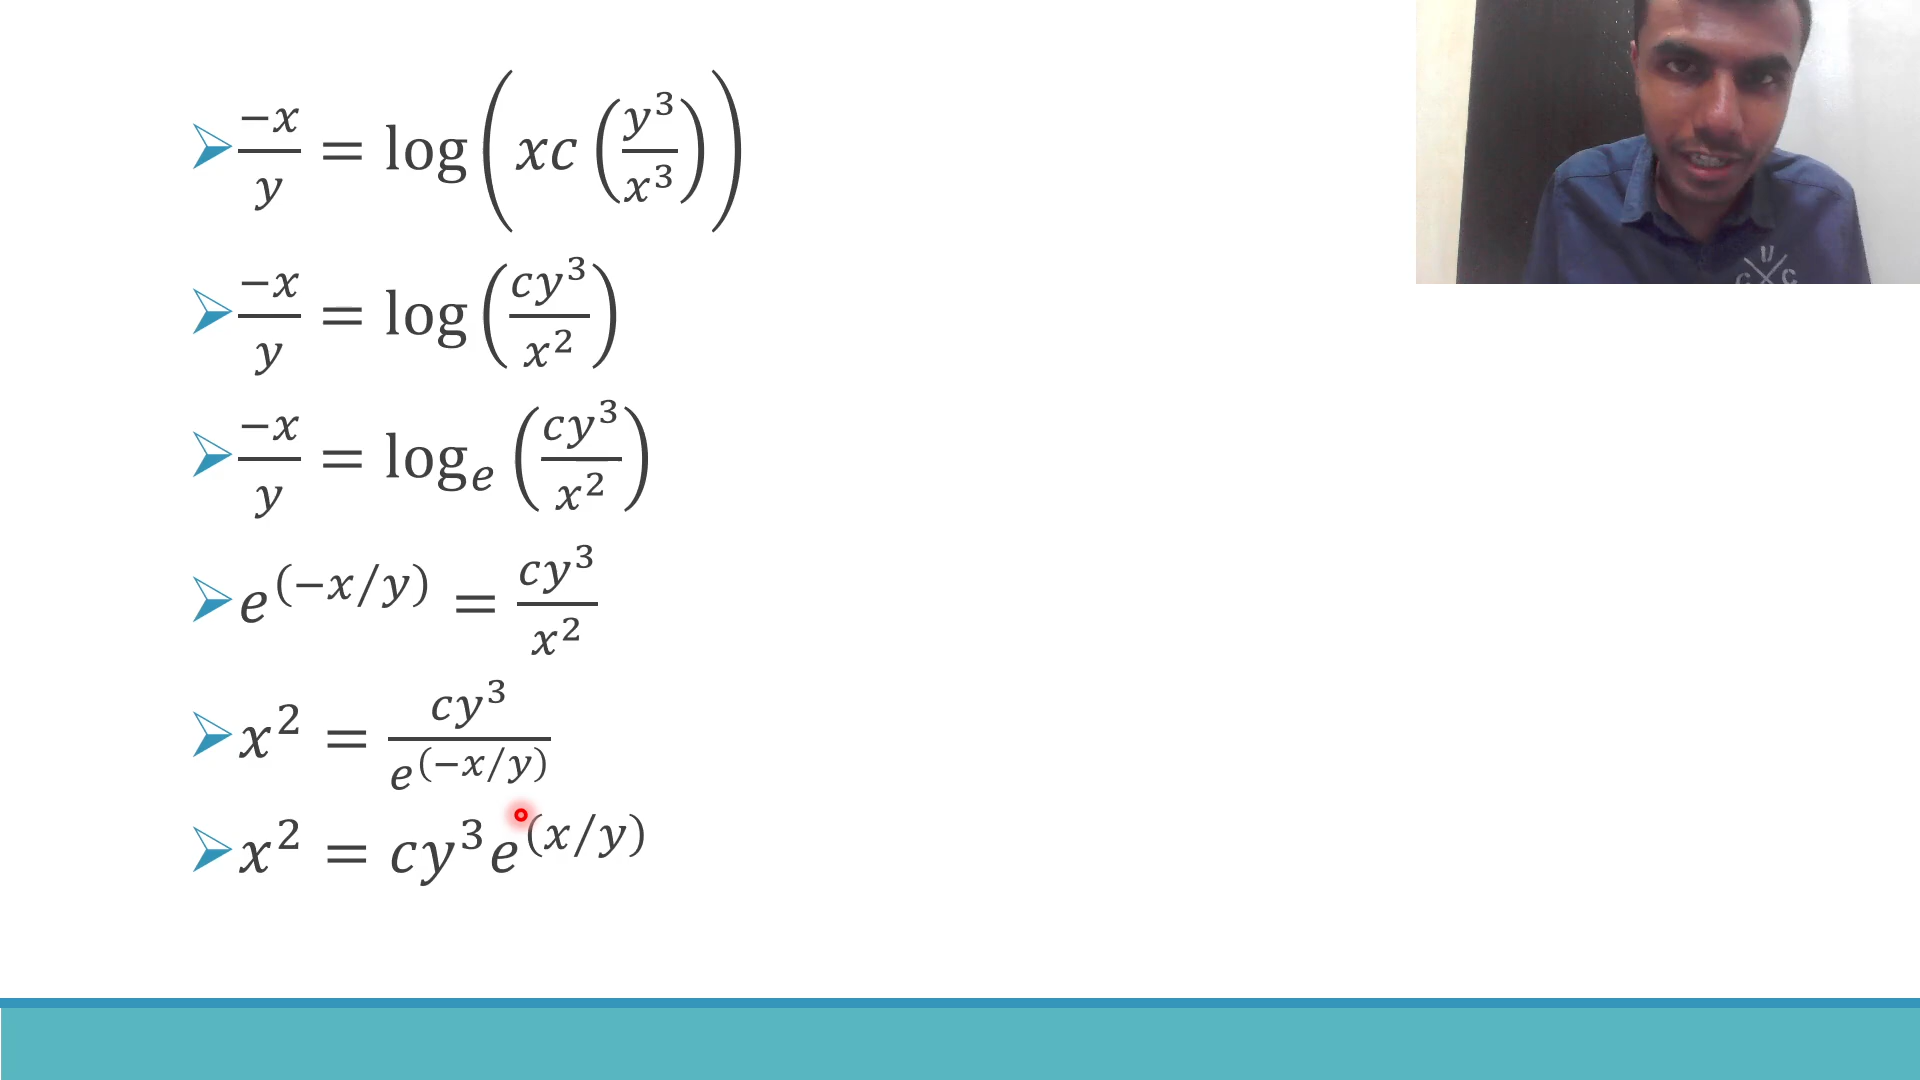 ➢ −x/y = log(xc(y³/x³))
➢ −x/y = log(cy³/x²)
➢ −x/y = logₑ(cy³/x²)
➢ e^(−x/y) = cy³/x²
➢ x² = cy³/e^(−x/y)
➢ x² = cy³e^(x/y)
U
C X C